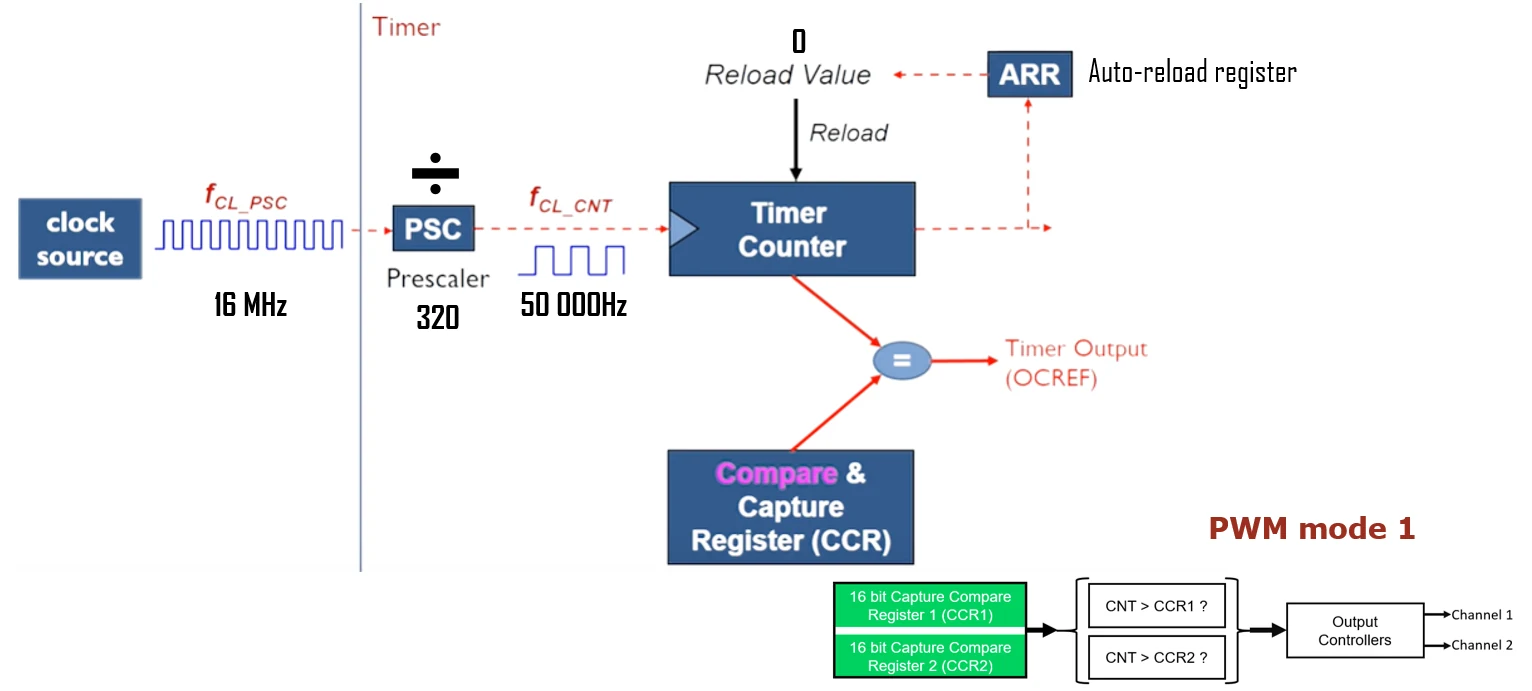 Timer
0
Reload Value
ARR
Auto-reload register
Reload
÷
fCL_PSC
fCL_CNT
clock
source
PSC
Timer
Counter
Prescaler
16 MHz
320
50 000Hz
=
Timer Output
(OCREF)
Compare &
Capture
Register (CCR)
PWM mode 1
16 bit Capture Compare
Register 1 (CCR1)
16 bit Capture Compare
Register 2 (CCR2)
CNT > CCR1 ?
CNT > CCR2 ?
Output
Controllers
Channel 1
Channel 2